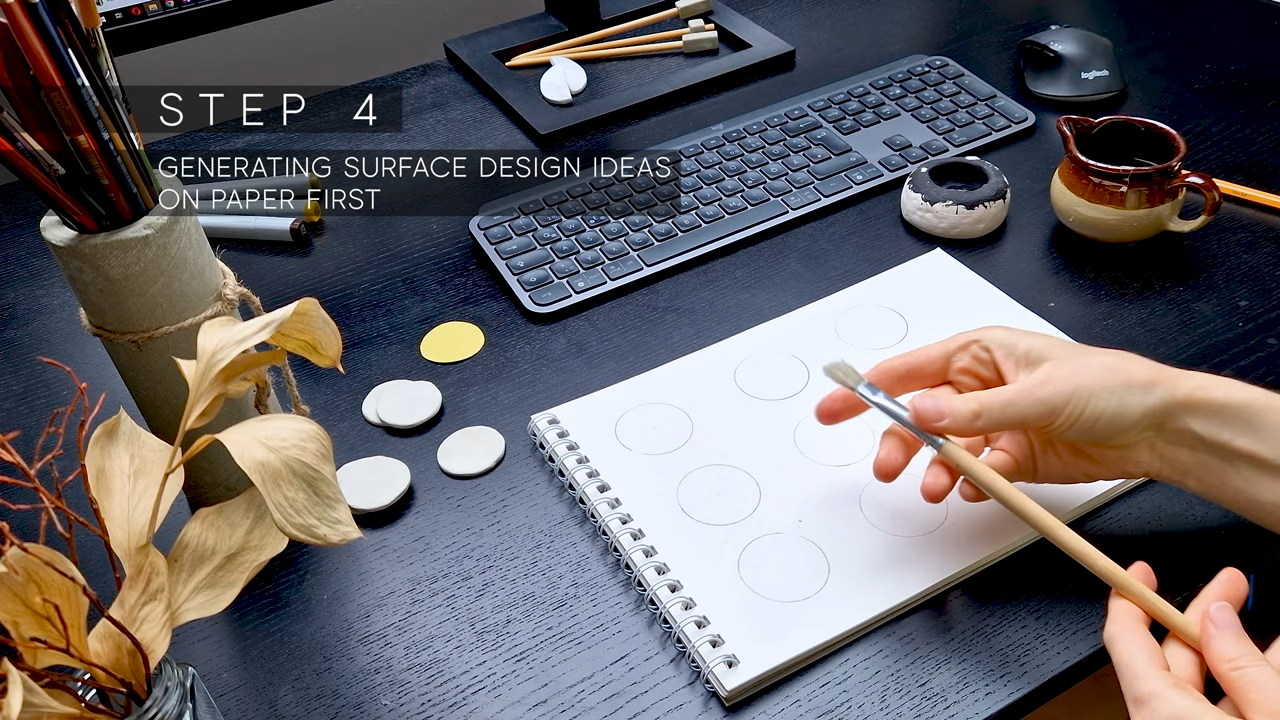 STEP 4
GENERATING SURFACE DESIGN IDEAS
ON PAPER FIRST
logitech